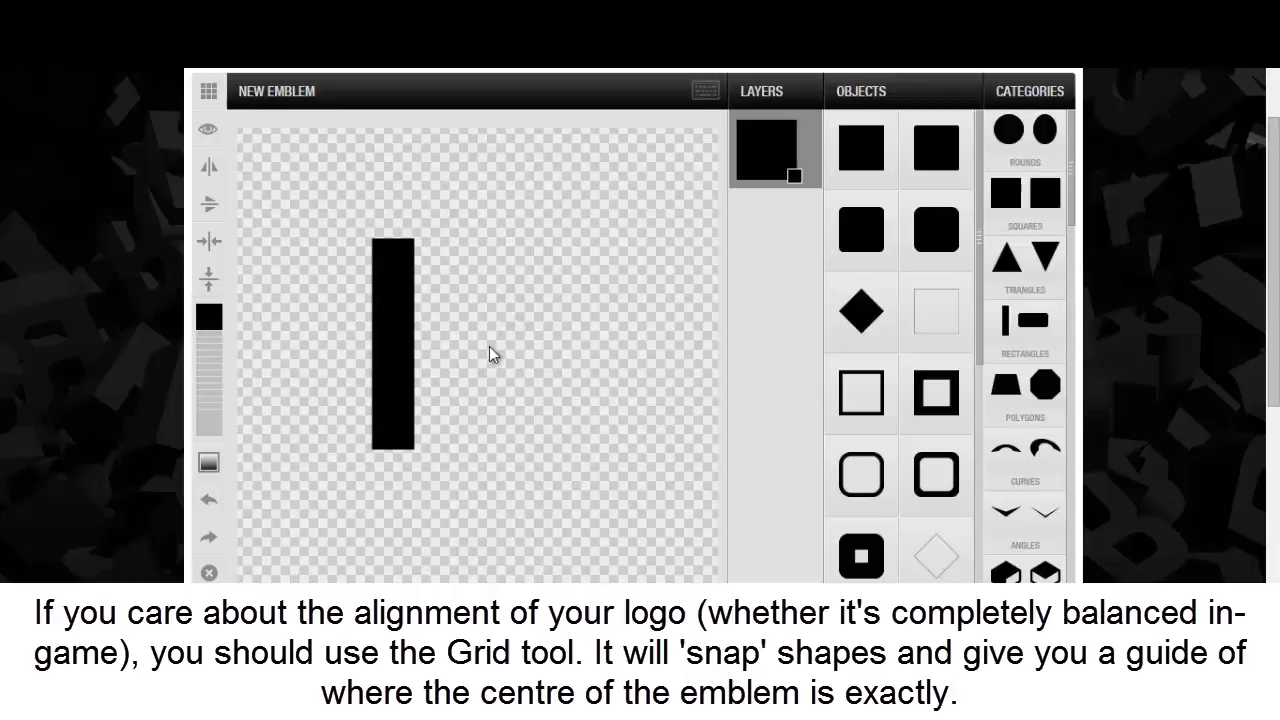 NEW EMBLEM
LAYERS
OBJECTS
CATEGORIES
ROUNDS
SQUARES
TRIANGLES
RECTANGLES
POLYGONS
CURVES
ANGLES
If you care about the alignment of your logo (whether it's completely balanced in-
game), you should use the Grid tool. It will 'snap' shapes and give you a guide of
where the centre of the emblem is exactly.